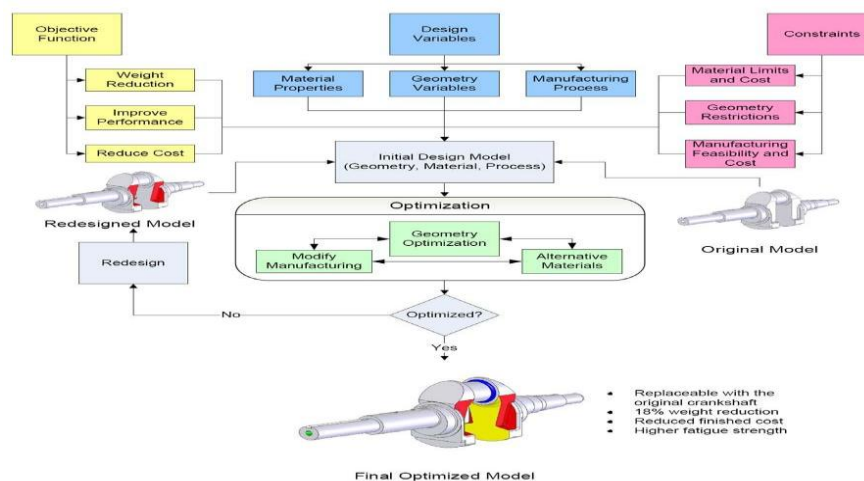 Objective
Function
Design
Variables
Constraints
Weight
Reduction
Improve
Performance
Reduce Cost
Material
Properties
Geometry
Variables
Manufacturing
Process
Material Limits
and Cost
Geometry
Restrictions
Manufacturing
Feasibility and
Cost
Initial Design Model
(Geometry, Material, Process)
Redesigned Model
Original Model
Optimization
Geometry
Optimization
Modify
Manufacturing
Alternative
Materials
Redesign
No
Optimized?
Yes
• Replaceable with the
original crankshaft
• 18% weight reduction
• Reduced finished cost
• Higher fatigue strength
Final Optimized Model